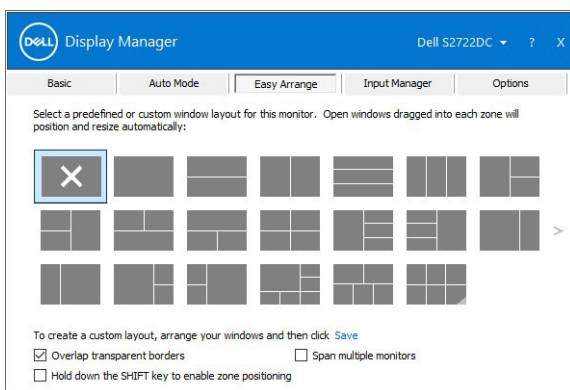 DELL Display Manager Dell S2722DC ? X
Basic Auto Mode Easy Arrange Input Manager Options
Select a predefined or custom window layout for this monitor. Open windows dragged into each zone will
position and resize automatically:
To create a custom layout, arrange your windows and then click Save
Overlap transparent borders Span multiple monitors
Hold down the SHIFT key to enable zone positioning